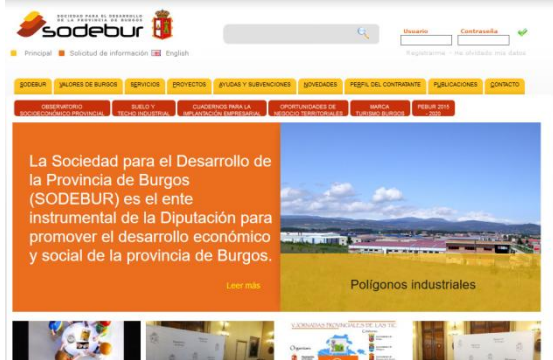 SOCIEDAD PARA EL DESARROLLO
DE LA PROVINCIA DE BURGOS
sodebur
Usuario Contraseña
Principal Solicitud de información English
Registrarme - He olvidado mis datos
SODEBUR VALORES DE BURGOS SERVICIOS PROYECTOS AYUDAS Y SUBVENCIONES NOVEDADES PERFIL DEL CONTRATANTE PUBLICACIONES CONTACTO
OBSERVATORIO SUELO Y CUADERNOS PARA LA OPORTUNIDADES DE MARCA PEBUR 2015
SOCIOECONÓMICO PROVINCIAL TECHO INDUSTRIAL IMPLANTACIÓN EMPRESARIAL NEGOCIO TERRITORIALES TURISMO BURGOS - 2020
La Sociedad para el Desarrollo de
la Provincia de Burgos
(SODEBUR) es el ente
instrumental de la Diputación para
promover el desarrollo económico
y social de la provincia de Burgos.
Leer más
Polígonos industriales
V JORNADAS PROVINCIALES DE LAS TIC